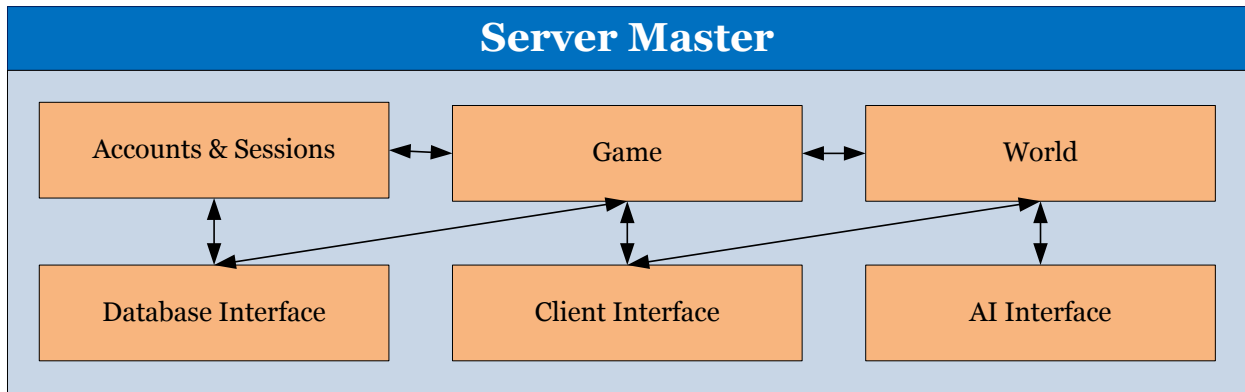 Server Master
Accounts & Sessions
Game
World
Database Interface
Client Interface
AI Interface